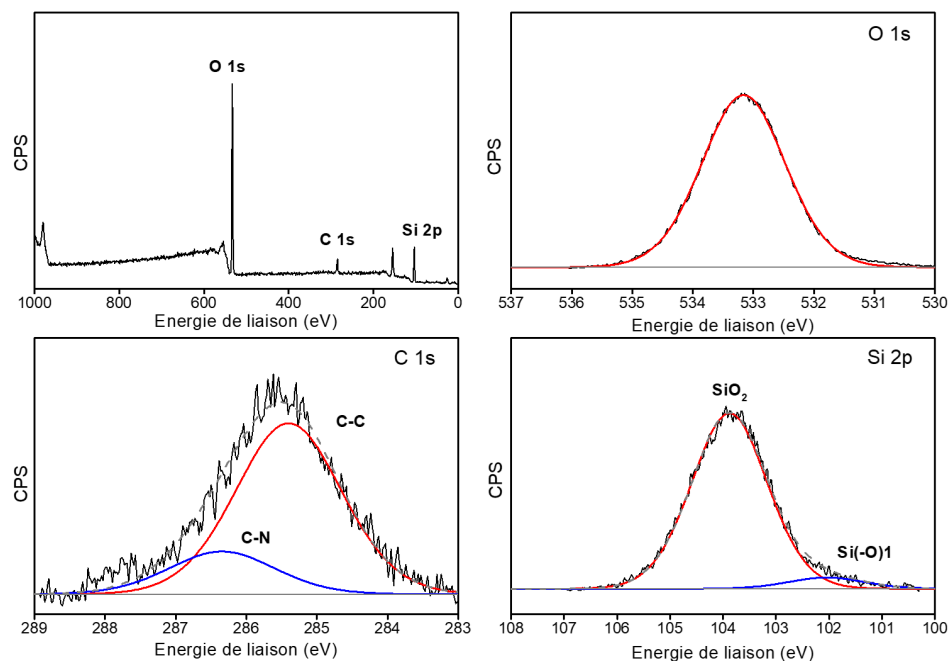 O 1s
C 1s
Si 2p
CPS
1000 800 600 400 200 0
Energie de liaison (eV)
O 1s
CPS
537 536 535 534 533 532 531 530
Energie de liaison (eV)
C 1s
C-C
C-N
CPS
289 288 287 286 285 284 283
Energie de liaison (eV)
Si 2p
SiO₂
Si(-O)1
CPS
108 107 106 105 104 103 102 101 100
Energie de liaison (eV)